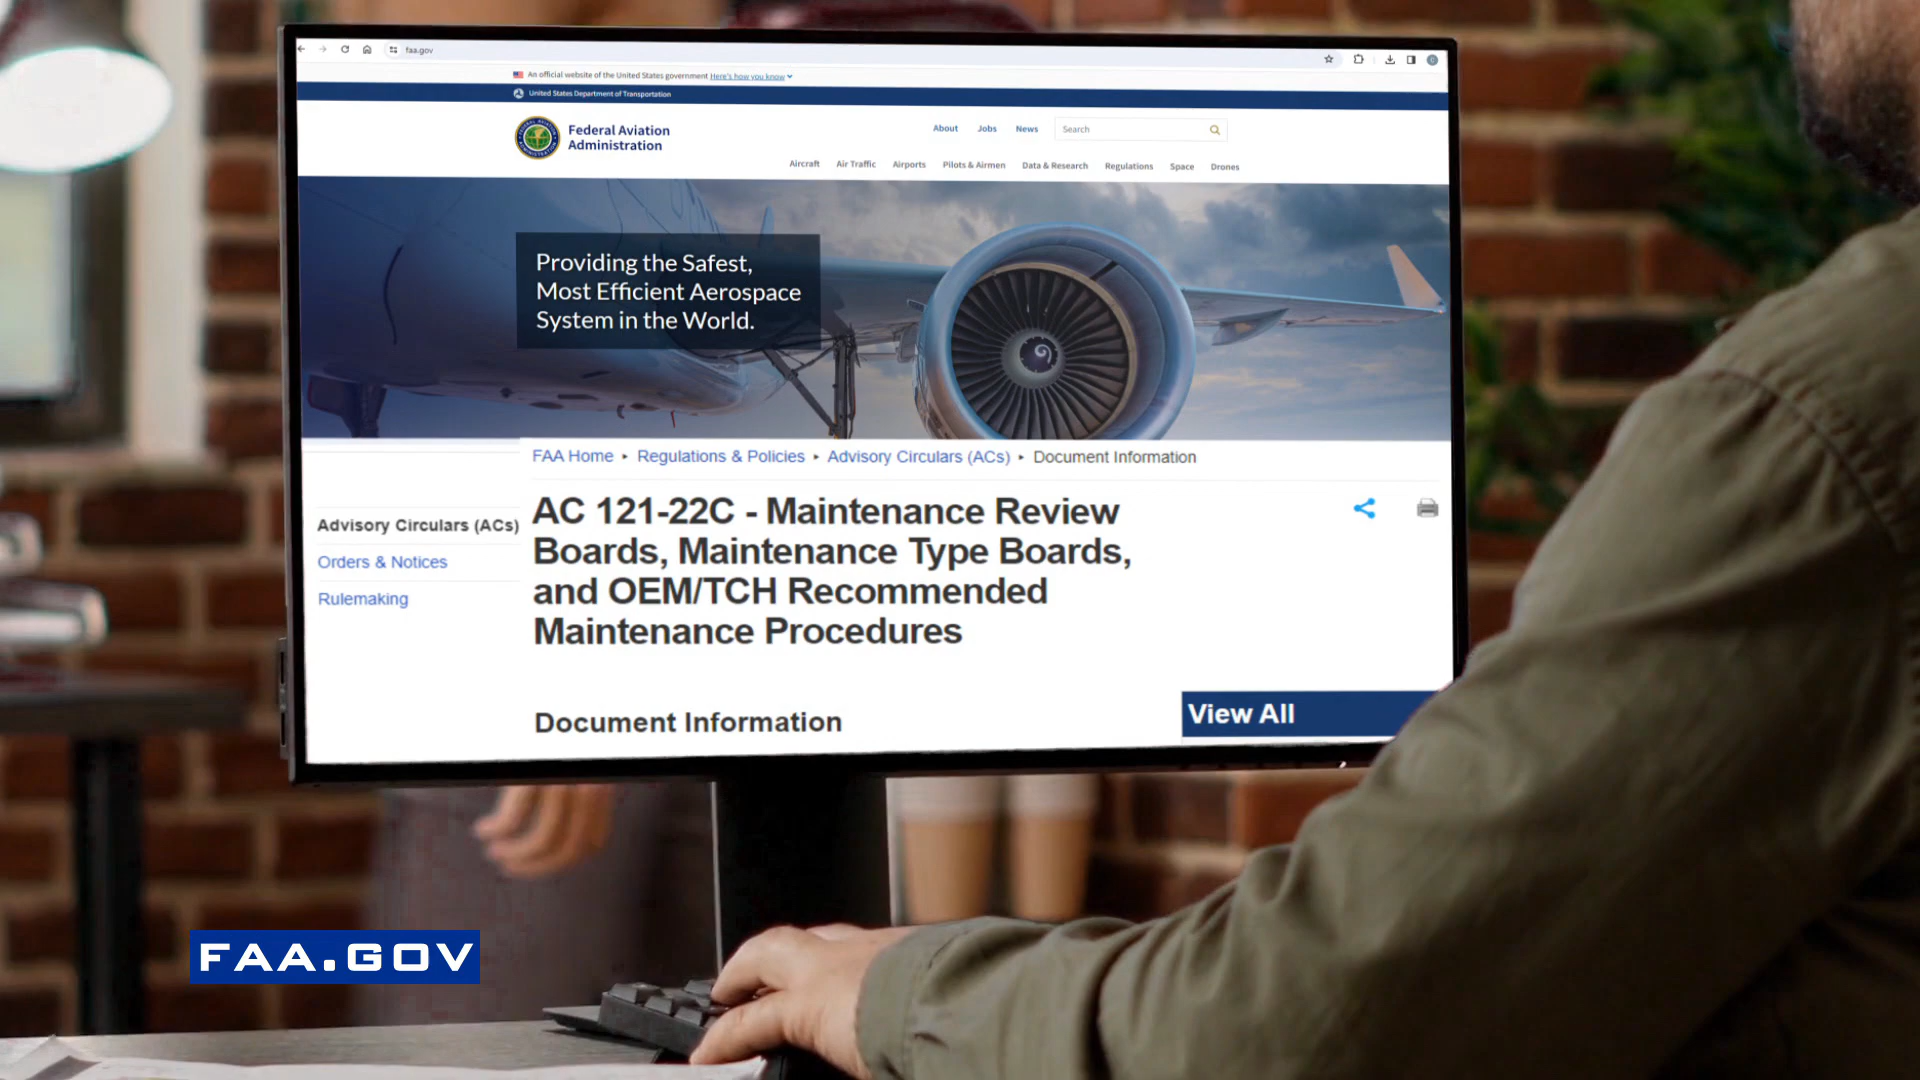 faa.gov
An official website of the United States government Here's how you know
United States Department of Transportation
Federal Aviation
Administration
About Jobs News Search
Aircraft Air Traffic Airports Pilots & Airmen Data & Research Regulations Space Drones
Providing the Safest,
Most Efficient Aerospace
System in the World.
FAA Home ▸ Regulations & Policies ▸ Advisory Circulars (ACs) ▸ Document Information
Advisory Circulars (ACs)
Orders & Notices
Rulemaking
AC 121-22C - Maintenance Review
Boards, Maintenance Type Boards,
and OEM/TCH Recommended
Maintenance Procedures
Document Information
View All
FAA.GOV